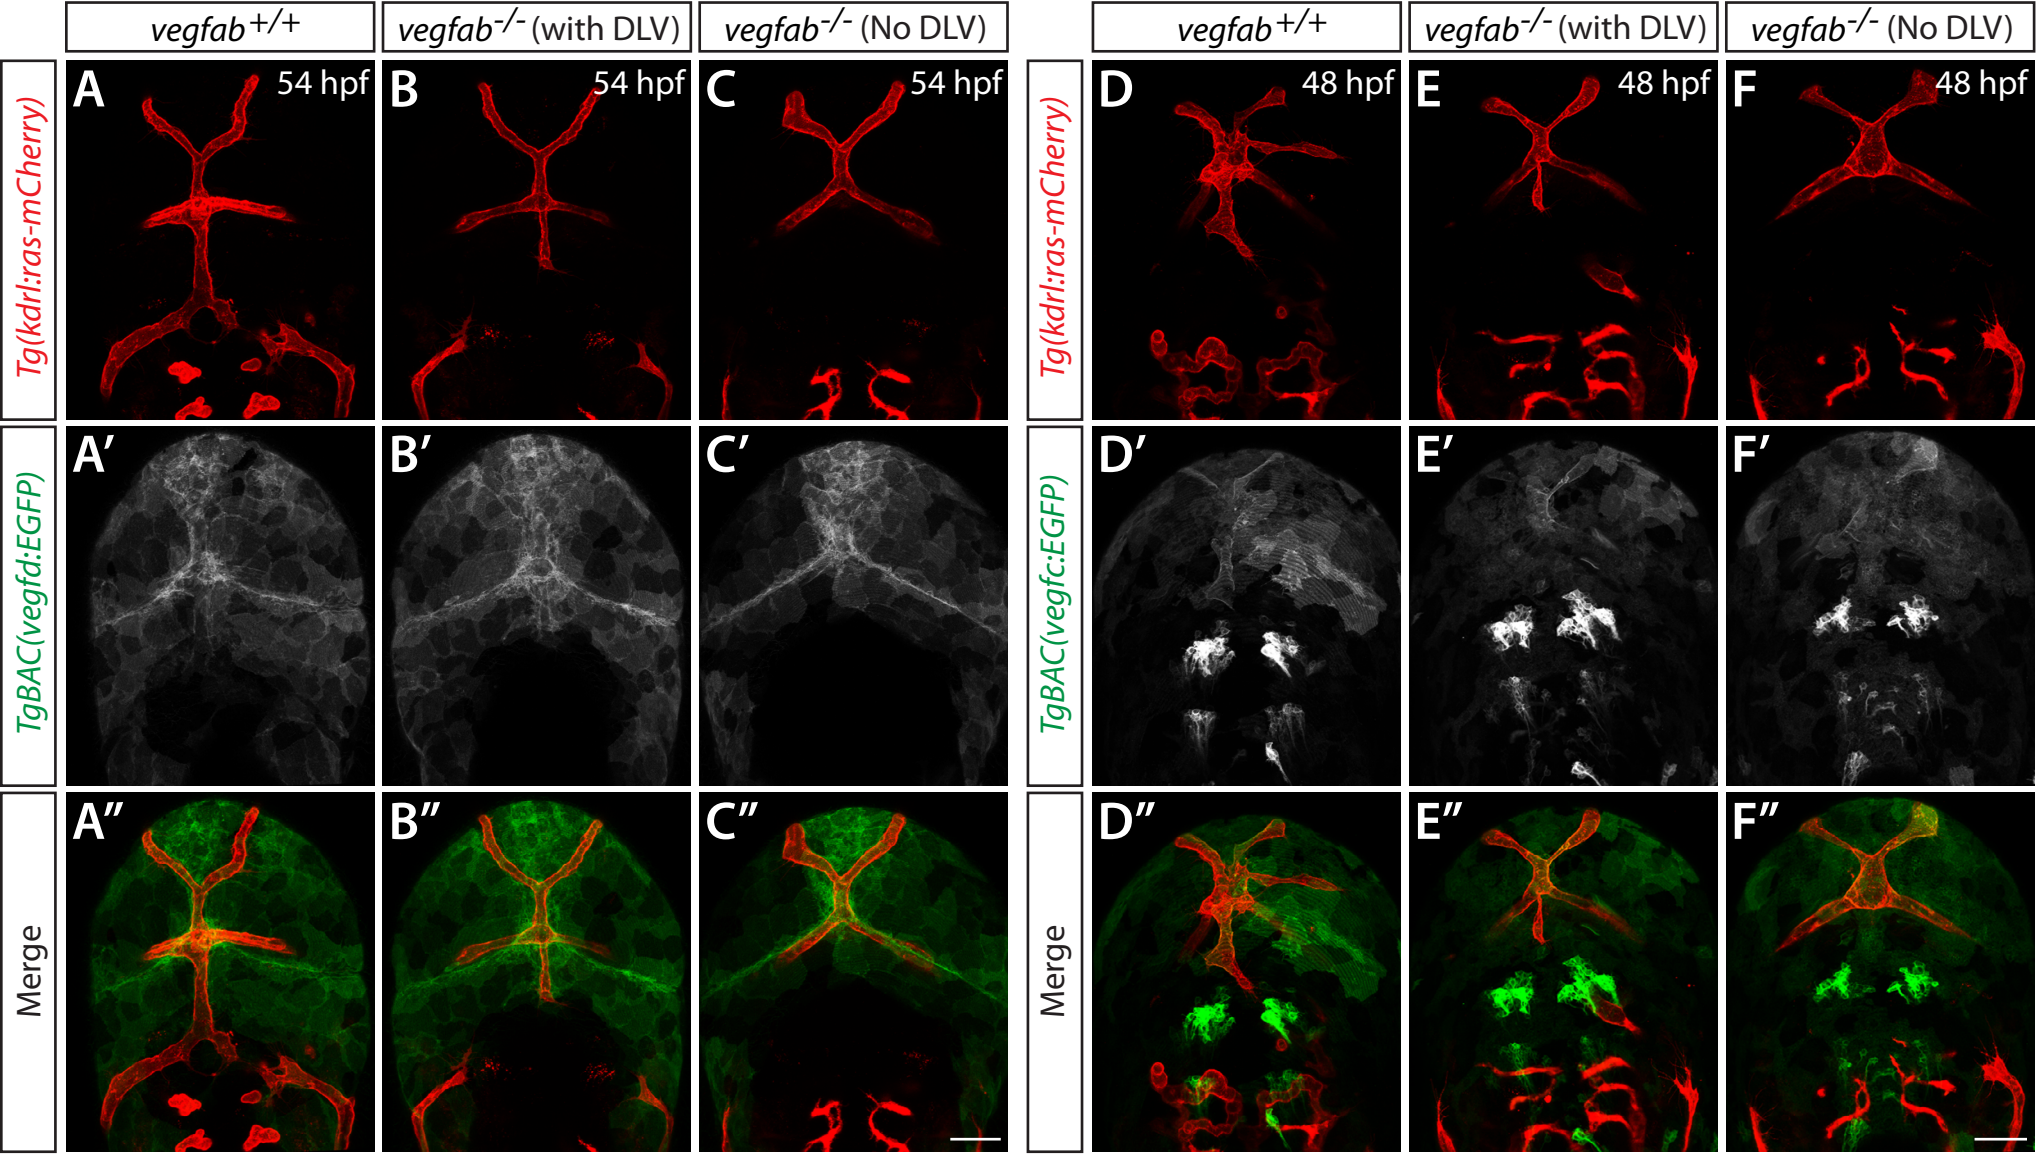 vegfab+/+
vegfab-/- (with DLV)
vegfab-/- (No DLV)
vegfab+/+
vegfab-/- (with DLV)
vegfab-/- (No DLV)
Tg(kdrl:ras-mCherry)
A
54 hpf
B
54 hpf
C
54 hpf
Tg(kdrl:ras-mCherry)
D
48 hpf
E
48 hpf
F
48 hpf
TgBAC(vegfd:EGFP)
A′
B′
C′
TgBAC(vegfc:EGFP)
D′
E′
F′
Merge
A″
B″
C″
Merge
D″
E″
F″